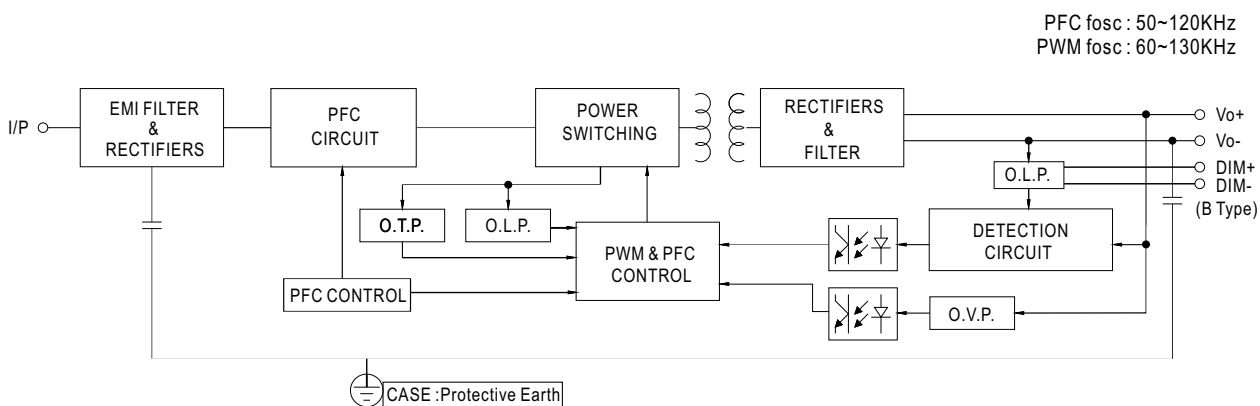 PFC fosc : 50~120KHz
PWM fosc : 60~130KHz
I/P
EMI FILTER
&
RECTIFIERS
PFC
CIRCUIT
POWER
SWITCHING
RECTIFIERS
&
FILTER
Vo+
Vo-
DIM+
DIM-
(B Type)
O.L.P.
O.T.P.
O.L.P.
PWM & PFC
CONTROL
DETECTION
CIRCUIT
PFC CONTROL
O.V.P.
CASE :Protective Earth